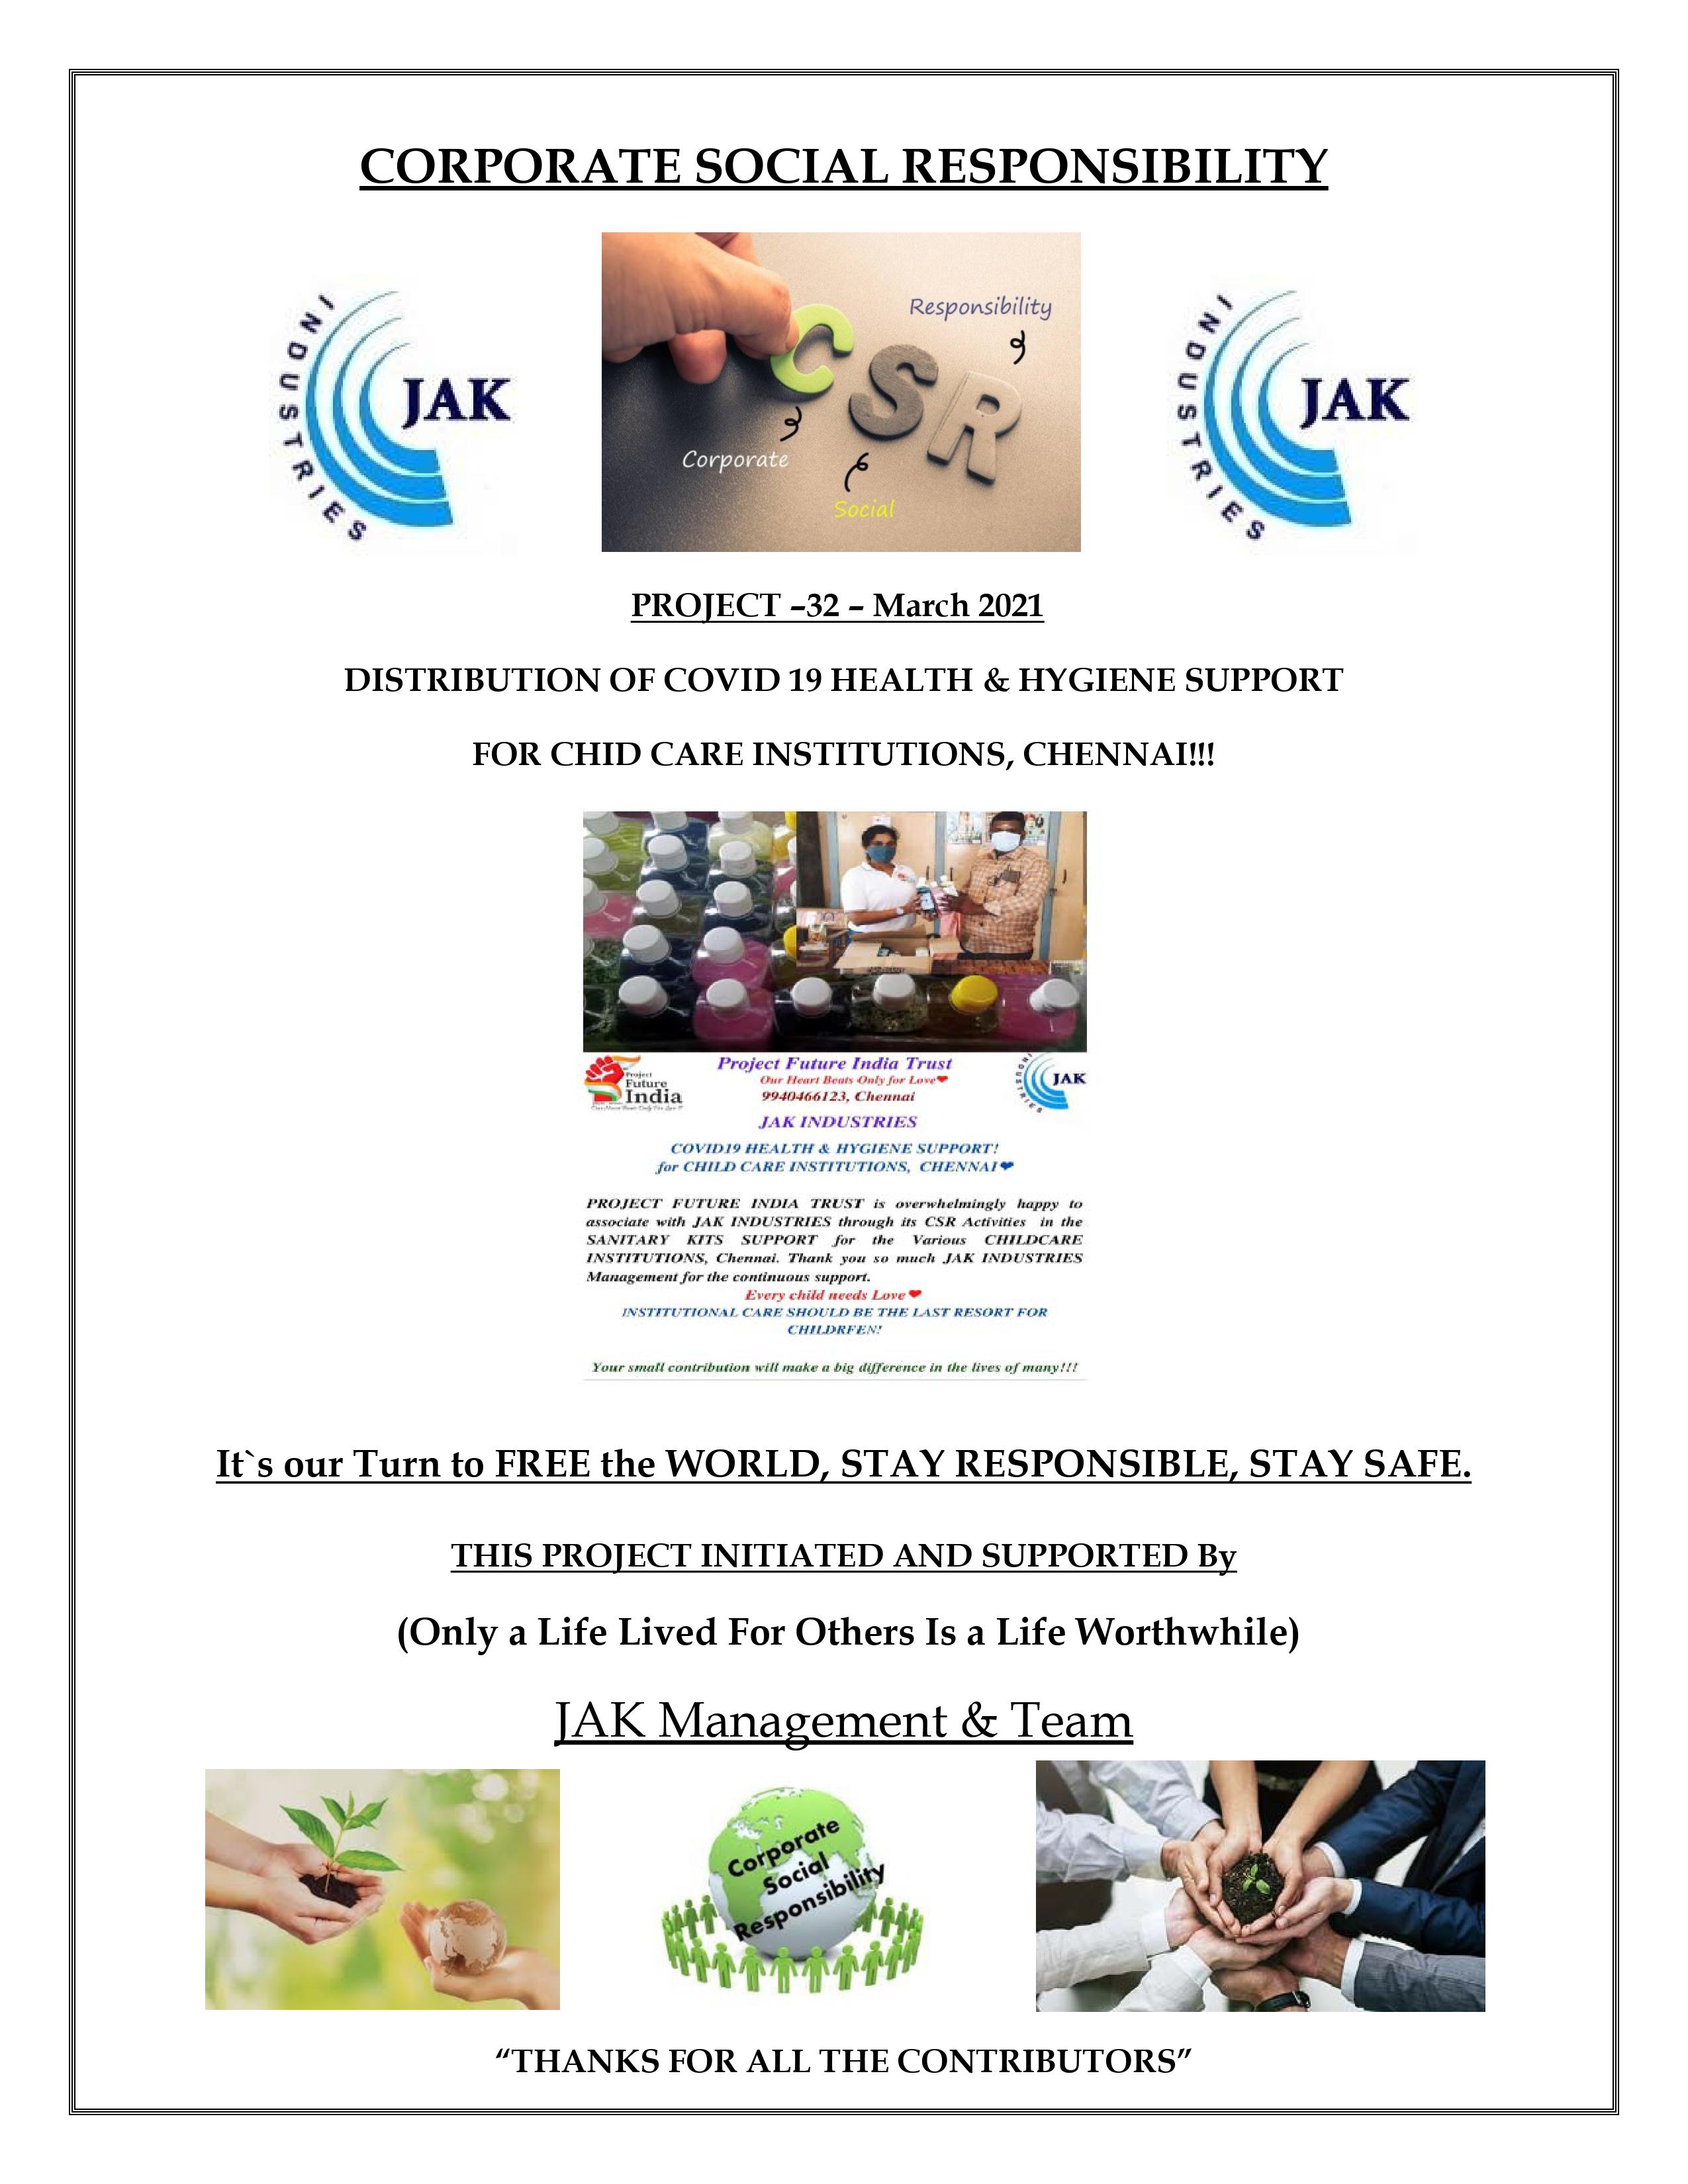 CORPORATE SOCIAL RESPONSIBILITY
INDUSTRIES
JAK
Responsibility
CSR
Corporate
Social
INDUSTRIES
JAK
PROJECT –32 – March 2021
DISTRIBUTION OF COVID 19 HEALTH & HYGIENE SUPPORT
FOR CHID CARE INSTITUTIONS, CHENNAI!!!
Project
Future
India
Project Future India Trust
Our Heart Beats Only for Love❤
9940466123, Chennai
INDUSTRIES
JAK
JAK INDUSTRIES
COVID19 HEALTH & HYGIENE SUPPORT!
for CHILD CARE INSTITUTIONS, CHENNAI❤
PROJECT FUTURE INDIA TRUST is overwhelmingly happy to
associate with JAK INDUSTRIES through its CSR Activities in the
SANITARY KITS SUPPORT for the Various CHILDCARE
INSTITUTIONS, Chennai. Thank you so much JAK INDUSTRIES
Management for the continuous support.
Every child needs Love❤
INSTITUTIONAL CARE SHOULD BE THE LAST RESORT FOR
CHILDRFEN!
Your small contribution will make a big difference in the lives of many!!!
It`s our Turn to FREE the WORLD, STAY RESPONSIBLE, STAY SAFE.
THIS PROJECT INITIATED AND SUPPORTED By
(Only a Life Lived For Others Is a Life Worthwhile)
JAK Management & Team
Corporate
Social
Responsibility
“THANKS FOR ALL THE CONTRIBUTORS”